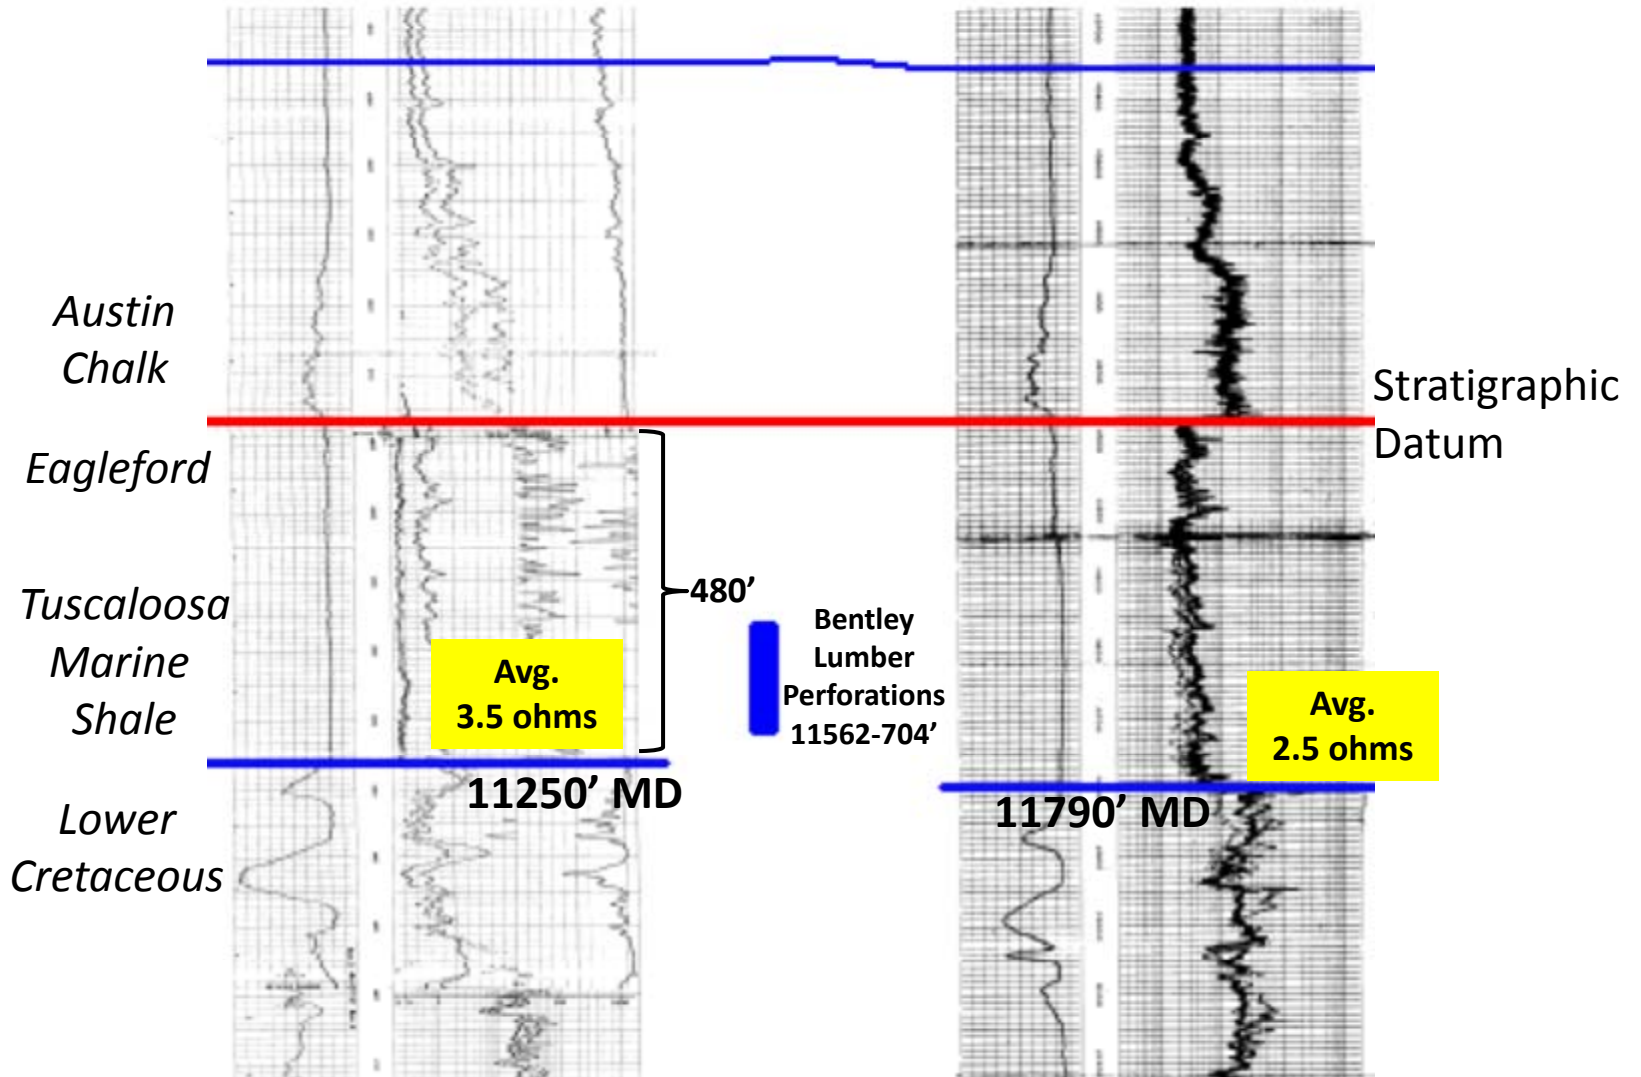 Austin
Chalk
Stratigraphic
Datum
Eagleford
480’
Tuscaloosa
Marine
Shale
Avg.
3.5 ohms
Bentley
Lumber
Perforations
11562-704’
Avg.
2.5 ohms
11250’ MD
11790’ MD
Lower
Cretaceous